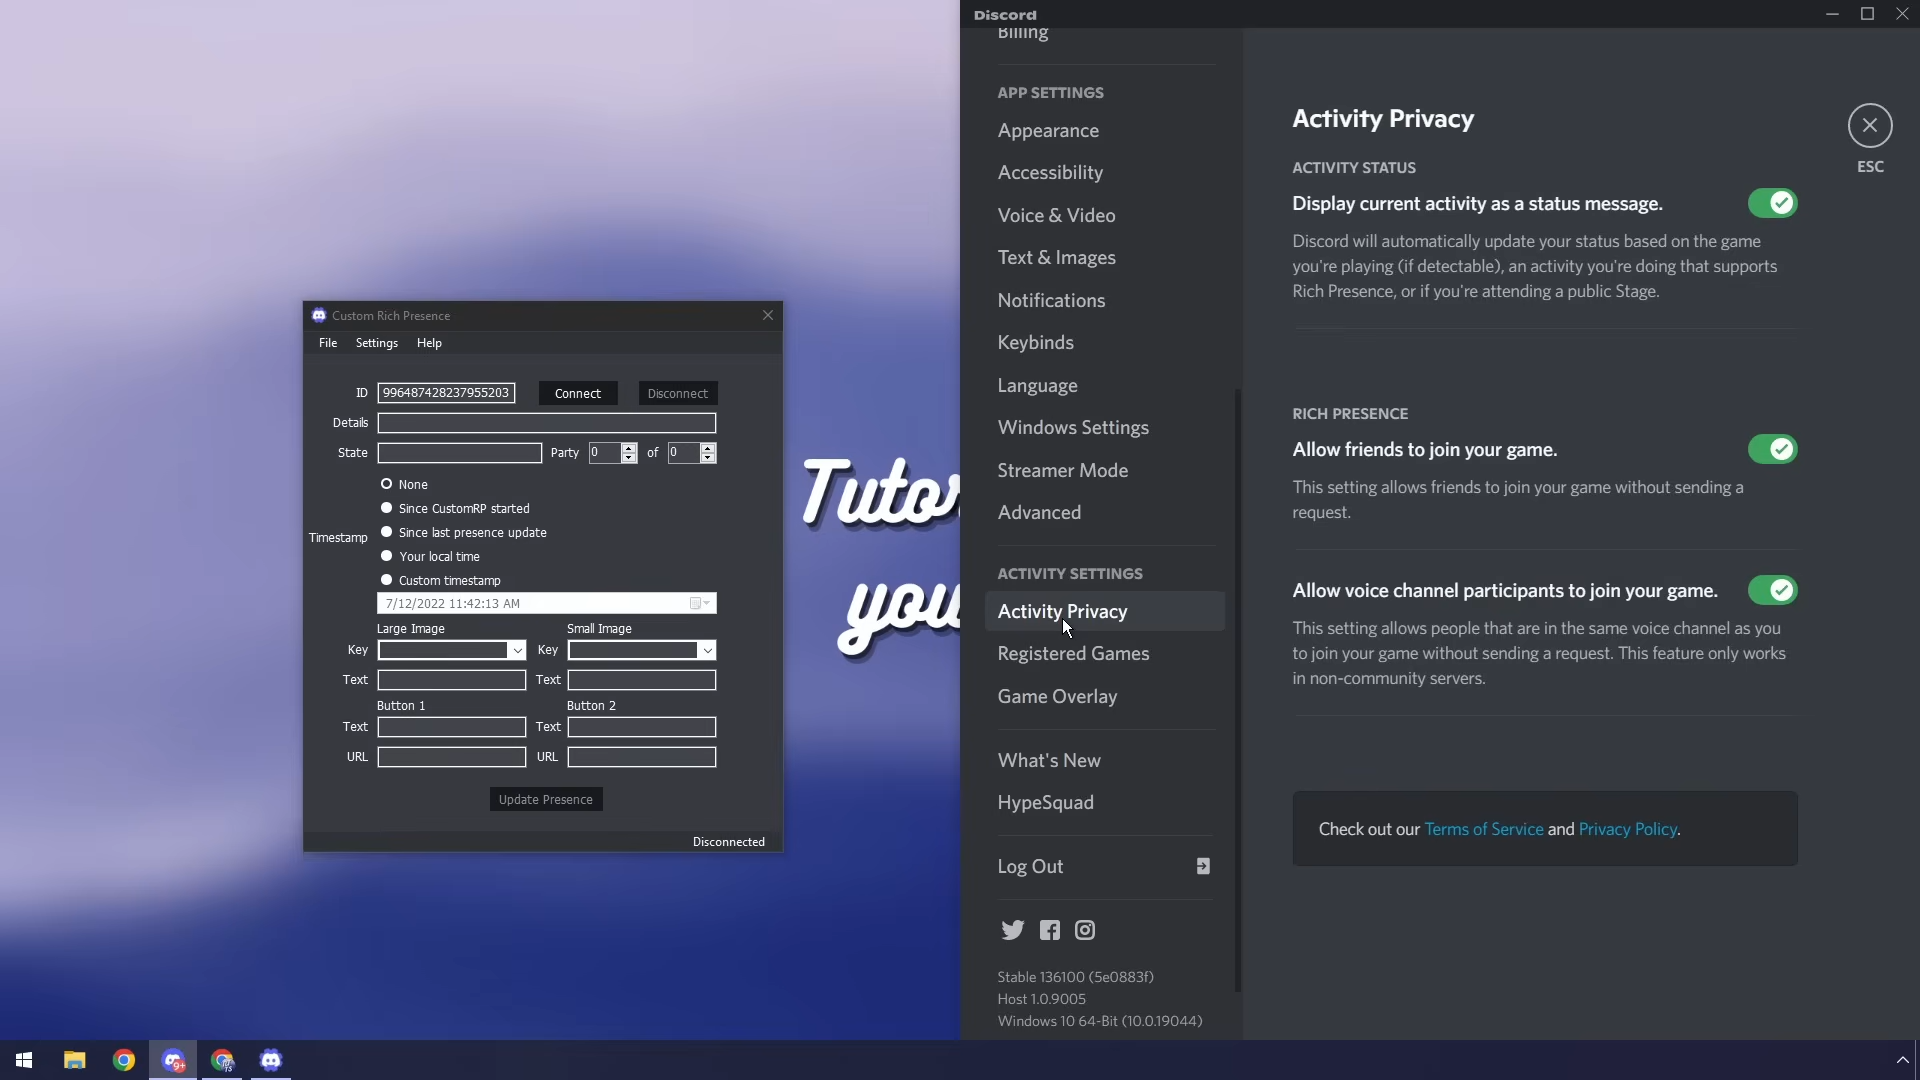 Custom Rich Presence
File Settings Help
ID 996487428237955203 Connect Disconnect
Details
State Party 0 of 0
None
Since CustomRP started
Since last presence update
Timestamp
Your local time
Custom timestamp
7/12/2022 11:42:13 AM
Large Image Small Image
Key Key
Text Text
Button 1 Button 2
Text Text
URL URL
Update Presence
Disconnected
Tutor
you
Discord
Billing
APP SETTINGS
Appearance
Accessibility
Voice & Video
Text & Images
Notifications
Keybinds
Language
Windows Settings
Streamer Mode
Advanced
ACTIVITY SETTINGS
Activity Privacy
Registered Games
Game Overlay
What's New
HypeSquad
Log Out
Stable 136100 (5e0883f)
Host 1.0.9005
Windows 10 64-Bit (10.0.19044)
Activity Privacy
ESC
ACTIVITY STATUS
Display current activity as a status message.
Discord will automatically update your status based on the game
you're playing (if detectable), an activity you're doing that supports
Rich Presence, or if you're attending a public Stage.
RICH PRESENCE
Allow friends to join your game.
This setting allows friends to join your game without sending a
request.
Allow voice channel participants to join your game.
This setting allows people that are in the same voice channel as you
to join your game without sending a request. This feature only works
in non-community servers.
Check out our Terms of Service and Privacy Policy.
9+